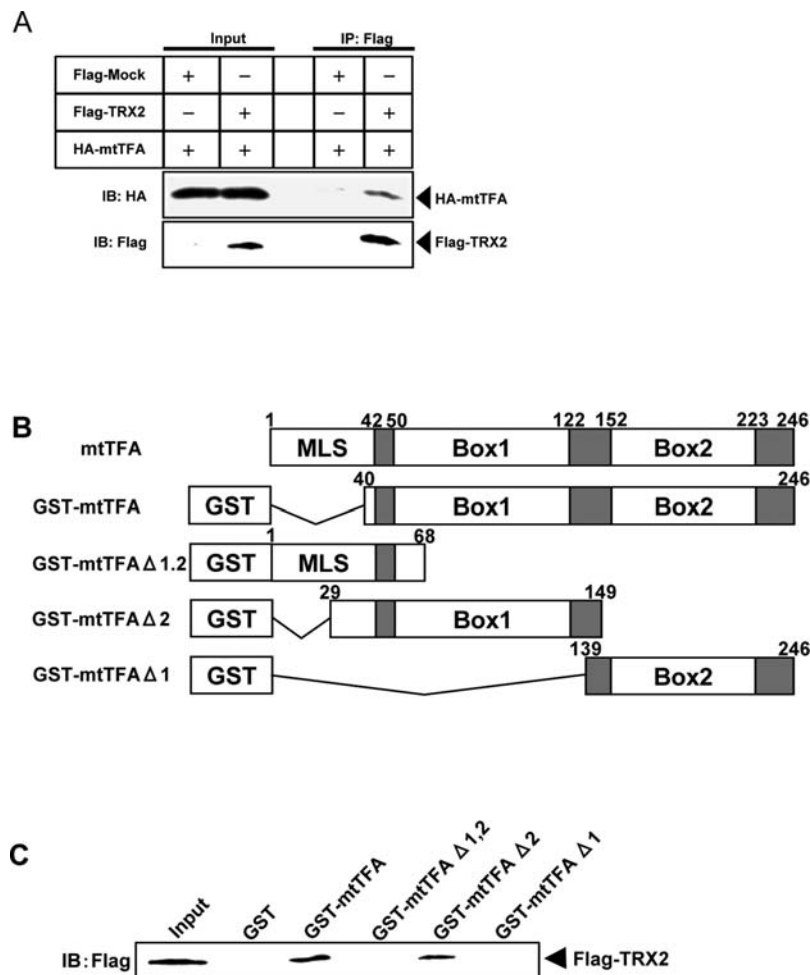 A
Input IP: Flag
Flag-Mock + − + −
Flag-TRX2 − + − +
HA-mtTFA + + + +
IB: HA HA-mtTFA
IB: Flag Flag-TRX2
B
1 42 50 122 152 223 246
mtTFA MLS Box1 Box2
40 246
GST-mtTFA GST Box1 Box2
1 68
GST-mtTFA Δ 1.2 GST MLS
29 149
GST-mtTFA Δ 2 GST Box1
139 246
GST-mtTFA Δ 1 GST Box2
C
Input GST GST-mtTFA GST-mtTFA Δ 1,2 GST-mtTFA Δ 2 GST-mtTFA Δ 1
IB: Flag Flag-TRX2